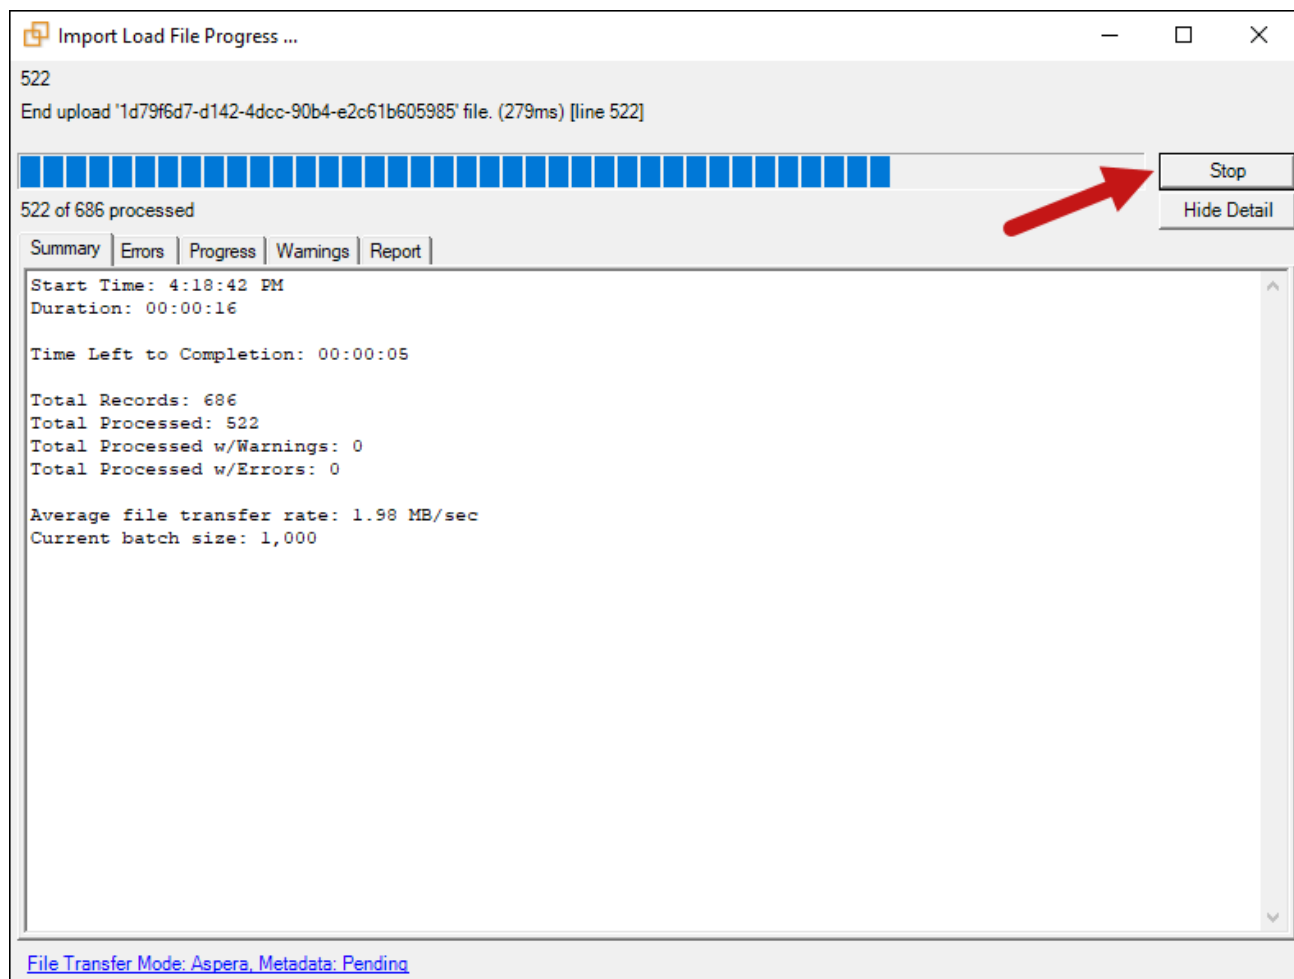 Import Load File Progress ...
522
End upload '1d79f6d7-d142-4dcc-90b4-e2c61b605985' file. (279ms) [line 522]
Stop
522 of 686 processed
Hide Detail
Summary Errors Progress Warnings Report
Start Time: 4:18:42 PM
Duration: 00:00:16
Time Left to Completion: 00:00:05
Total Records: 686
Total Processed: 522
Total Processed w/Warnings: 0
Total Processed w/Errors: 0
Average file transfer rate: 1.98 MB/sec
Current batch size: 1,000
File Transfer Mode: Aspera, Metadata: Pending